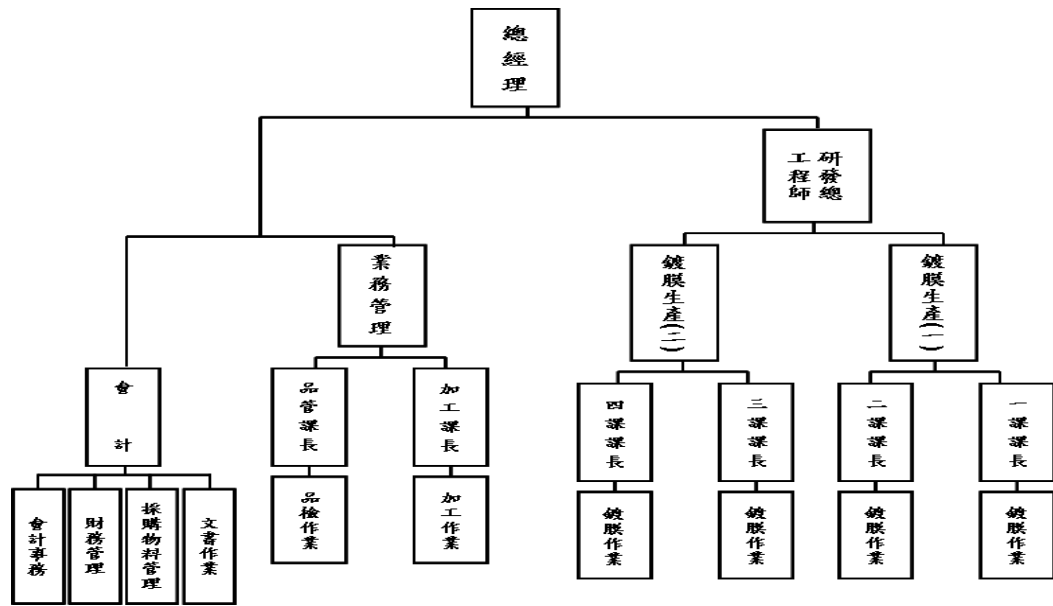 總經理
研發總
工程師
業務管理
鍍膜生產(二)
鍍膜生產(一)
會計
品管課長
加工課長
四課課長
三課課長
二課課長
一課課長
會計事務
財務管理
採購物料管理
文書作業
品檢作業
加工作業
鍍膜作業
鍍膜作業
鍍膜作業
鍍膜作業